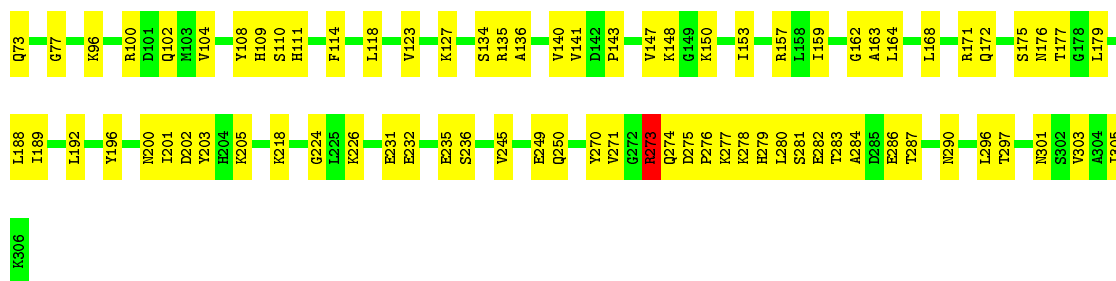 Q73 G77 K96 R100 D101 Q102 M103 V104 Y108 H109 S110 H111 F114 L118 V123 K127 S134 R135 A136 V140 V141 D142 P143 V147 K148 G149 K150 I153 R157 L158 I159 G162 A163 L164 L168 R171 Q172 S175 N176 T177 G178 L179
L188 I189 L192 Y196 N200 I201 D202 Y203 H204 K205 K218 G224 L225 K226 E231 E232 E235 S236 V245 E249 Q250 Y270 V271 G272 R273 Q274 D275 P276 K277 K278 H279 L280 S281 E282 T283 A284 D285 E286 T287 N290 L296 T297 N301 S302 V303 A304 I305
K306